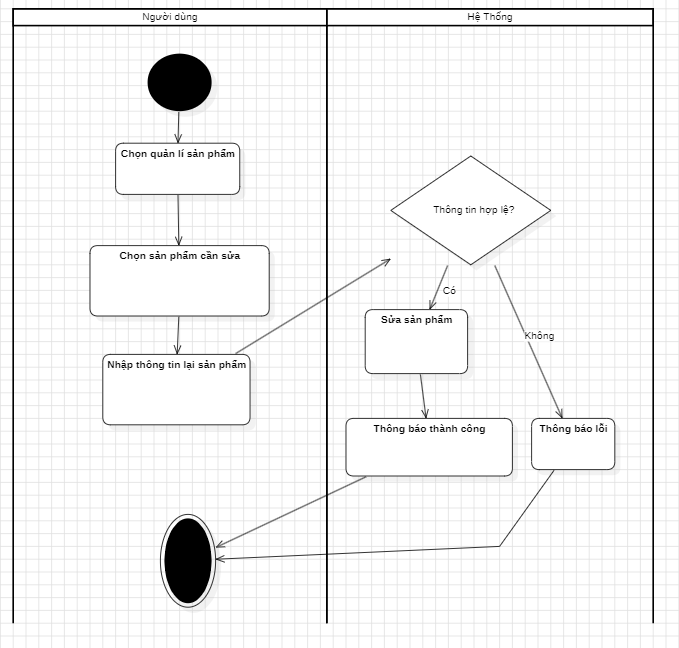 Người dùng
Hệ Thống
Chọn quản lí sản phẩm
Thông tin hợp lệ?
Chọn sản phẩm cần sửa
Có
Sửa sản phẩm
Không
Nhập thông tin lại sản phẩm
Thông báo thành công
Thông báo lỗi